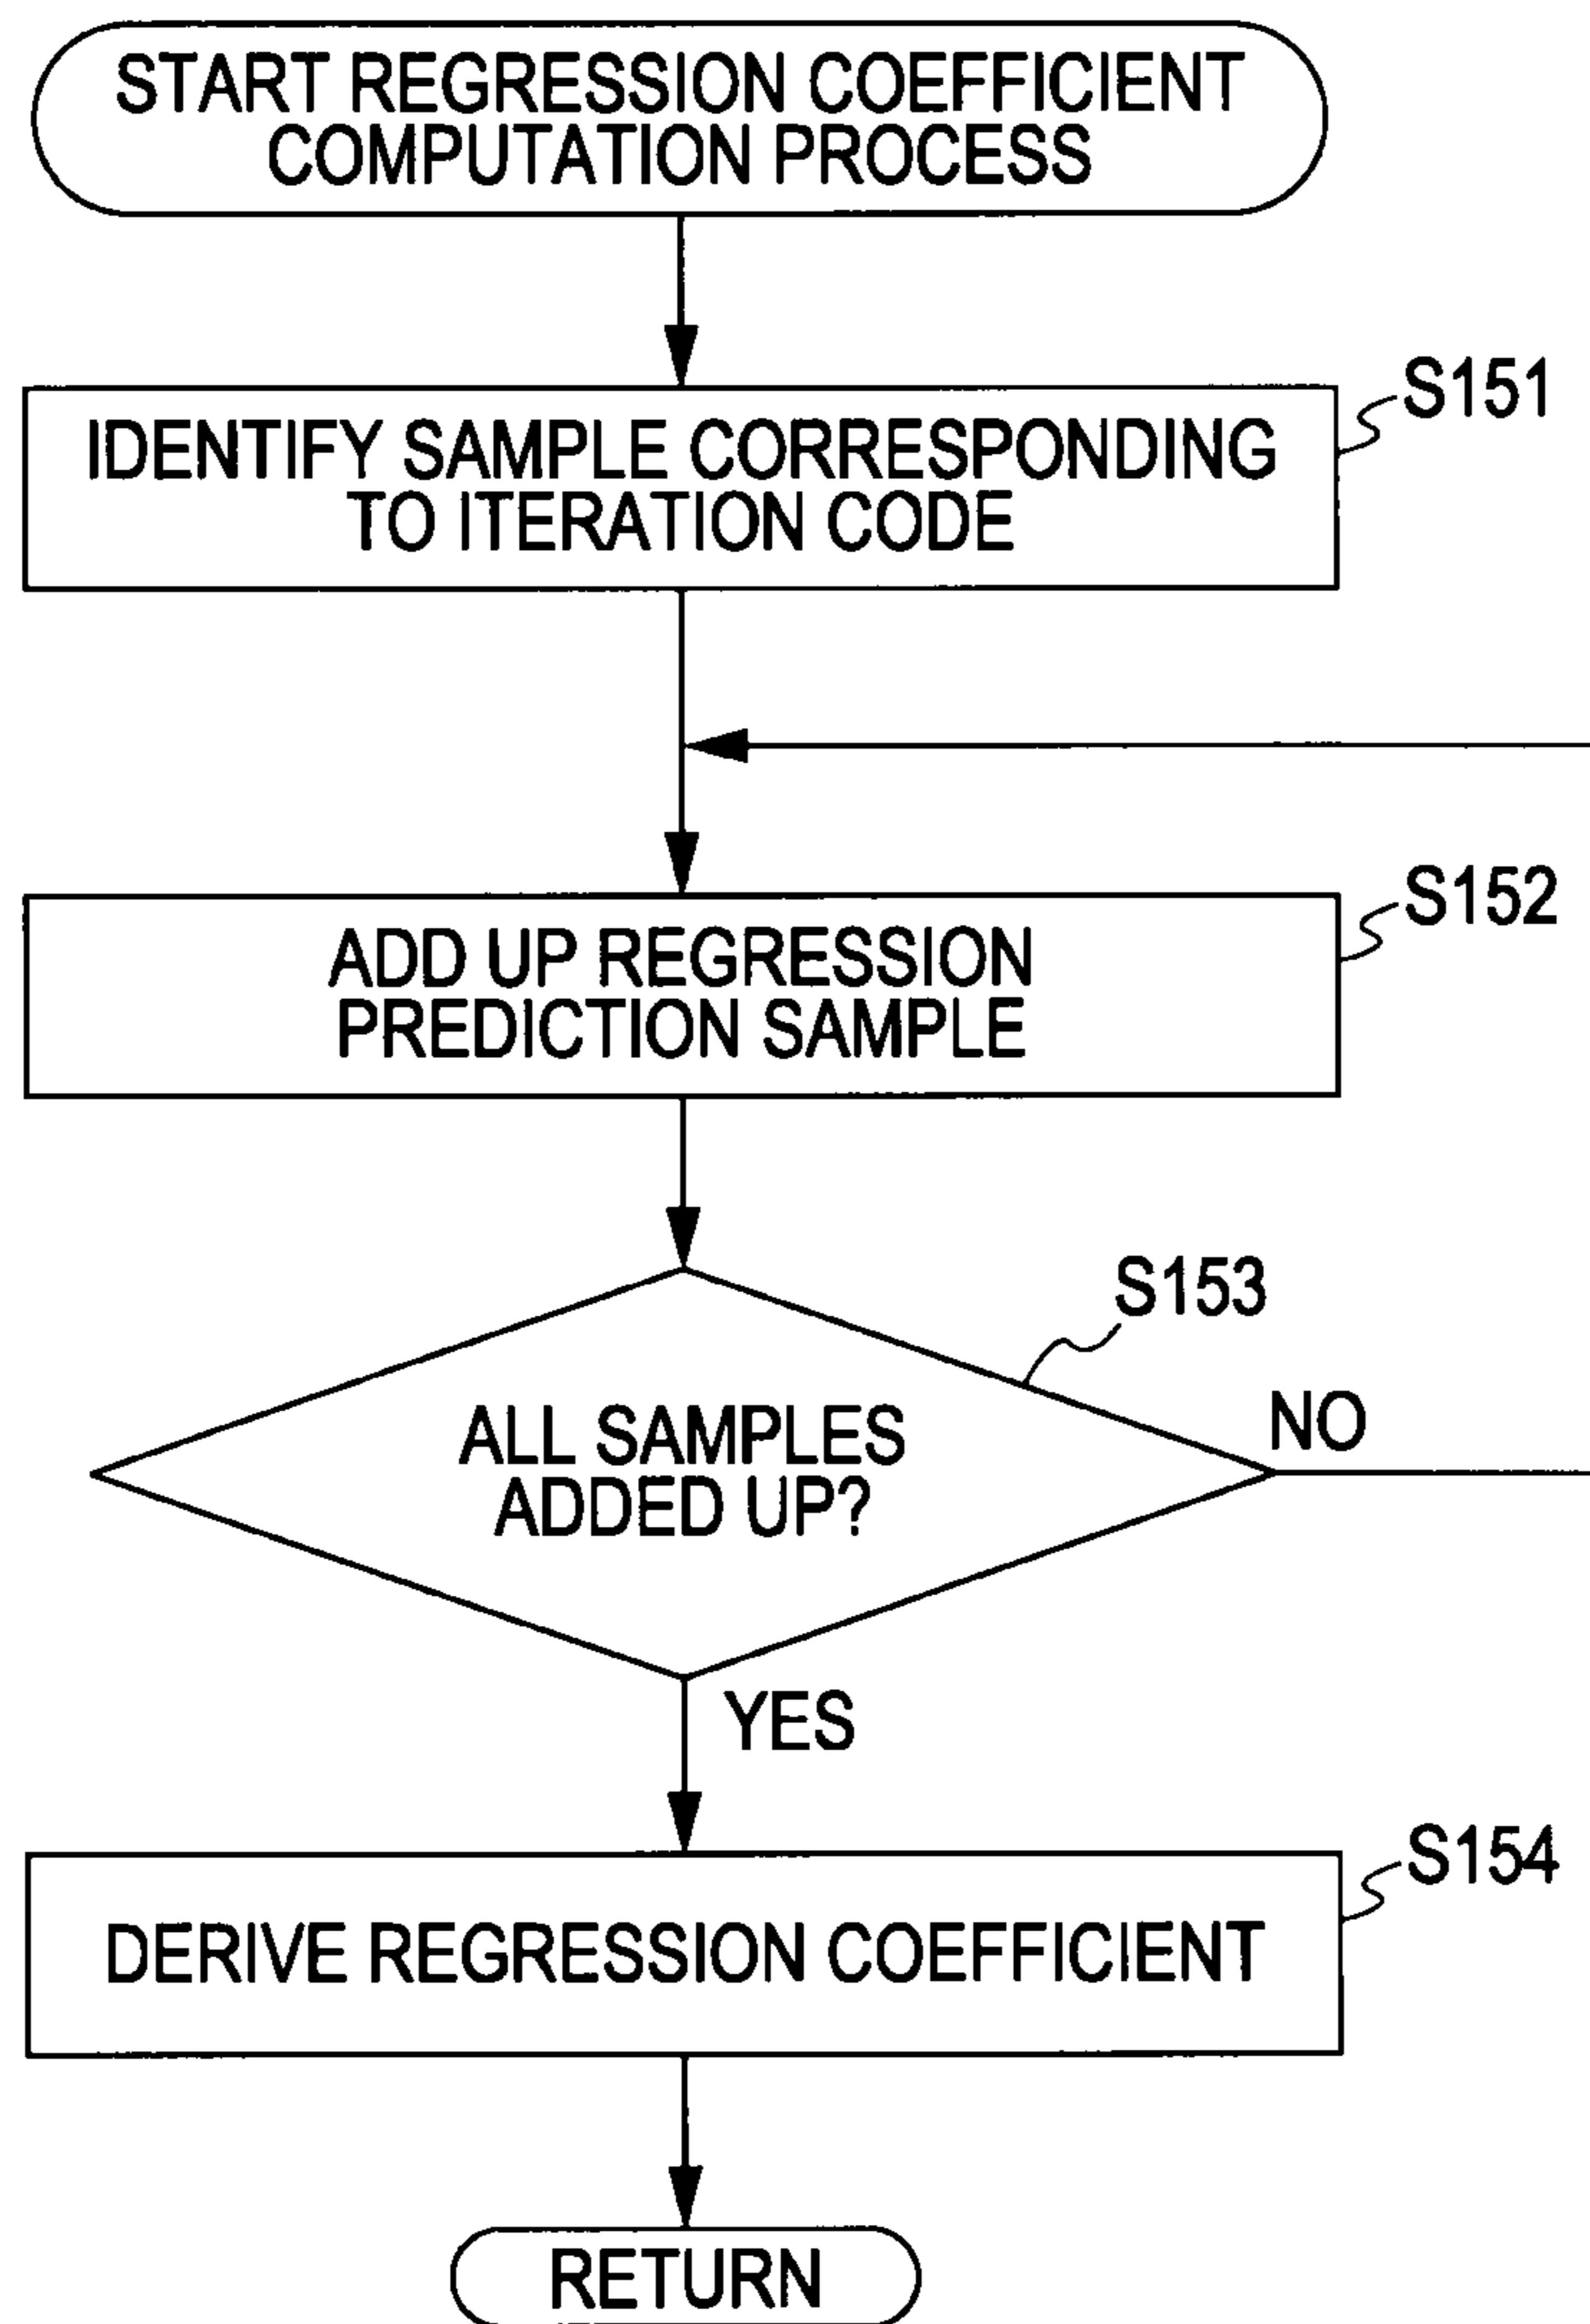 START REGRESSION COEFFICIENT
COMPUTATION PROCESS
S151
IDENTIFY SAMPLE CORRESPONDING
TO ITERATION CODE
S152
ADD UP REGRESSION
PREDICTION SAMPLE
S153
ALL SAMPLES
ADDED UP?
NO
YES
S154
DERIVE REGRESSION COEFFICIENT
RETURN